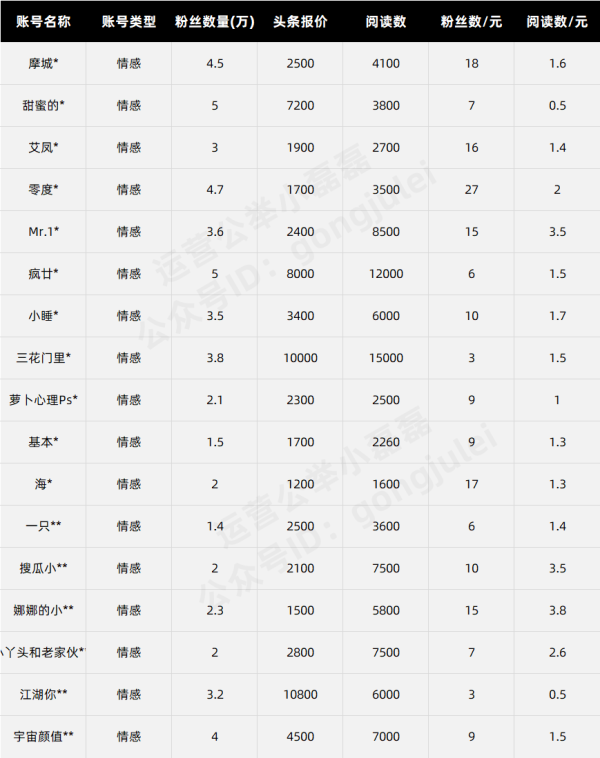 账号名称 账号类型 粉丝数量(万) 头条报价 阅读数 粉丝数/元 阅读数/元
摩城* 情感 4.5 2500 4100 18 1.6
甜蜜的* 情感 5 7200 3800 7 0.5
艾凤* 情感 3 1900 2700 16 1.4
零度* 情感 4.7 1700 3500 27 2
Mr.1* 情感 3.6 2400 8500 15 3.5
疯廿* 情感 5 8000 12000 6 1.5
小睡* 情感 3.5 3400 6000 10 1.7
三花门里* 情感 3.8 10000 15000 3 1.5
萝卜心理Ps* 情感 2.1 2300 2500 9 1
基本* 情感 1.5 1700 2260 9 1.3
海* 情感 2 1200 1600 17 1.3
一只** 情感 1.4 2500 3600 6 1.4
搜瓜小** 情感 2 2100 7500 10 3.5
娜娜的小** 情感 2.3 1500 5800 15 3.8
丫头和老家伙** 情感 2 2800 7500 7 2.6
江湖你** 情感 3.2 10800 6000 3 0.5
宇宙颜值** 情感 4 4500 7000 9 1.5
运营公举小磊磊
公众号ID：gongjulei
运营公举小磊磊
公众号ID：gongjulei